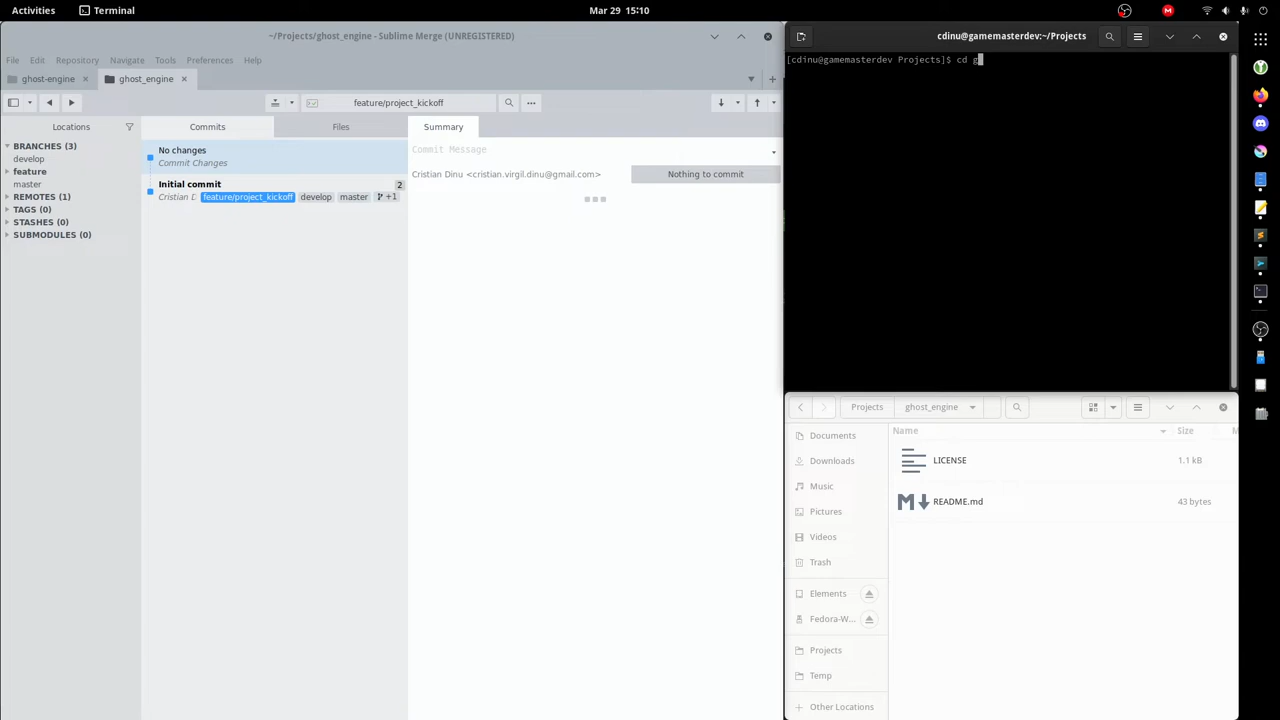 Activities Terminal Mar 29 15:10
~/Projects/ghost_engine - Sublime Merge (UNREGISTERED)
File Edit Repository Navigate Tools Preferences Help
ghost-engine ghost_engine
feature/project_kickoff
Locations Commits Files Summary
BRANCHES (3)
develop
feature
master
REMOTES (1)
TAGS (0)
STASHES (0)
SUBMODULES (0)
No changes
Commit Changes
Initial commit 2
Cristian D feature/project_kickoff develop master +1
Commit Message
Cristian Dinu <cristian.virgil.dinu@gmail.com> Nothing to commit
cdinu@gamemasterdev:~/Projects
[cdinu@gamemasterdev Projects]$ cd g
Projects ghost_engine
Documents
Downloads
Music
Pictures
Videos
Trash
Elements
Fedora-W...
Projects
Temp
Other Locations
Name Size M
LICENSE 1.1 kB
README.md 43 bytes